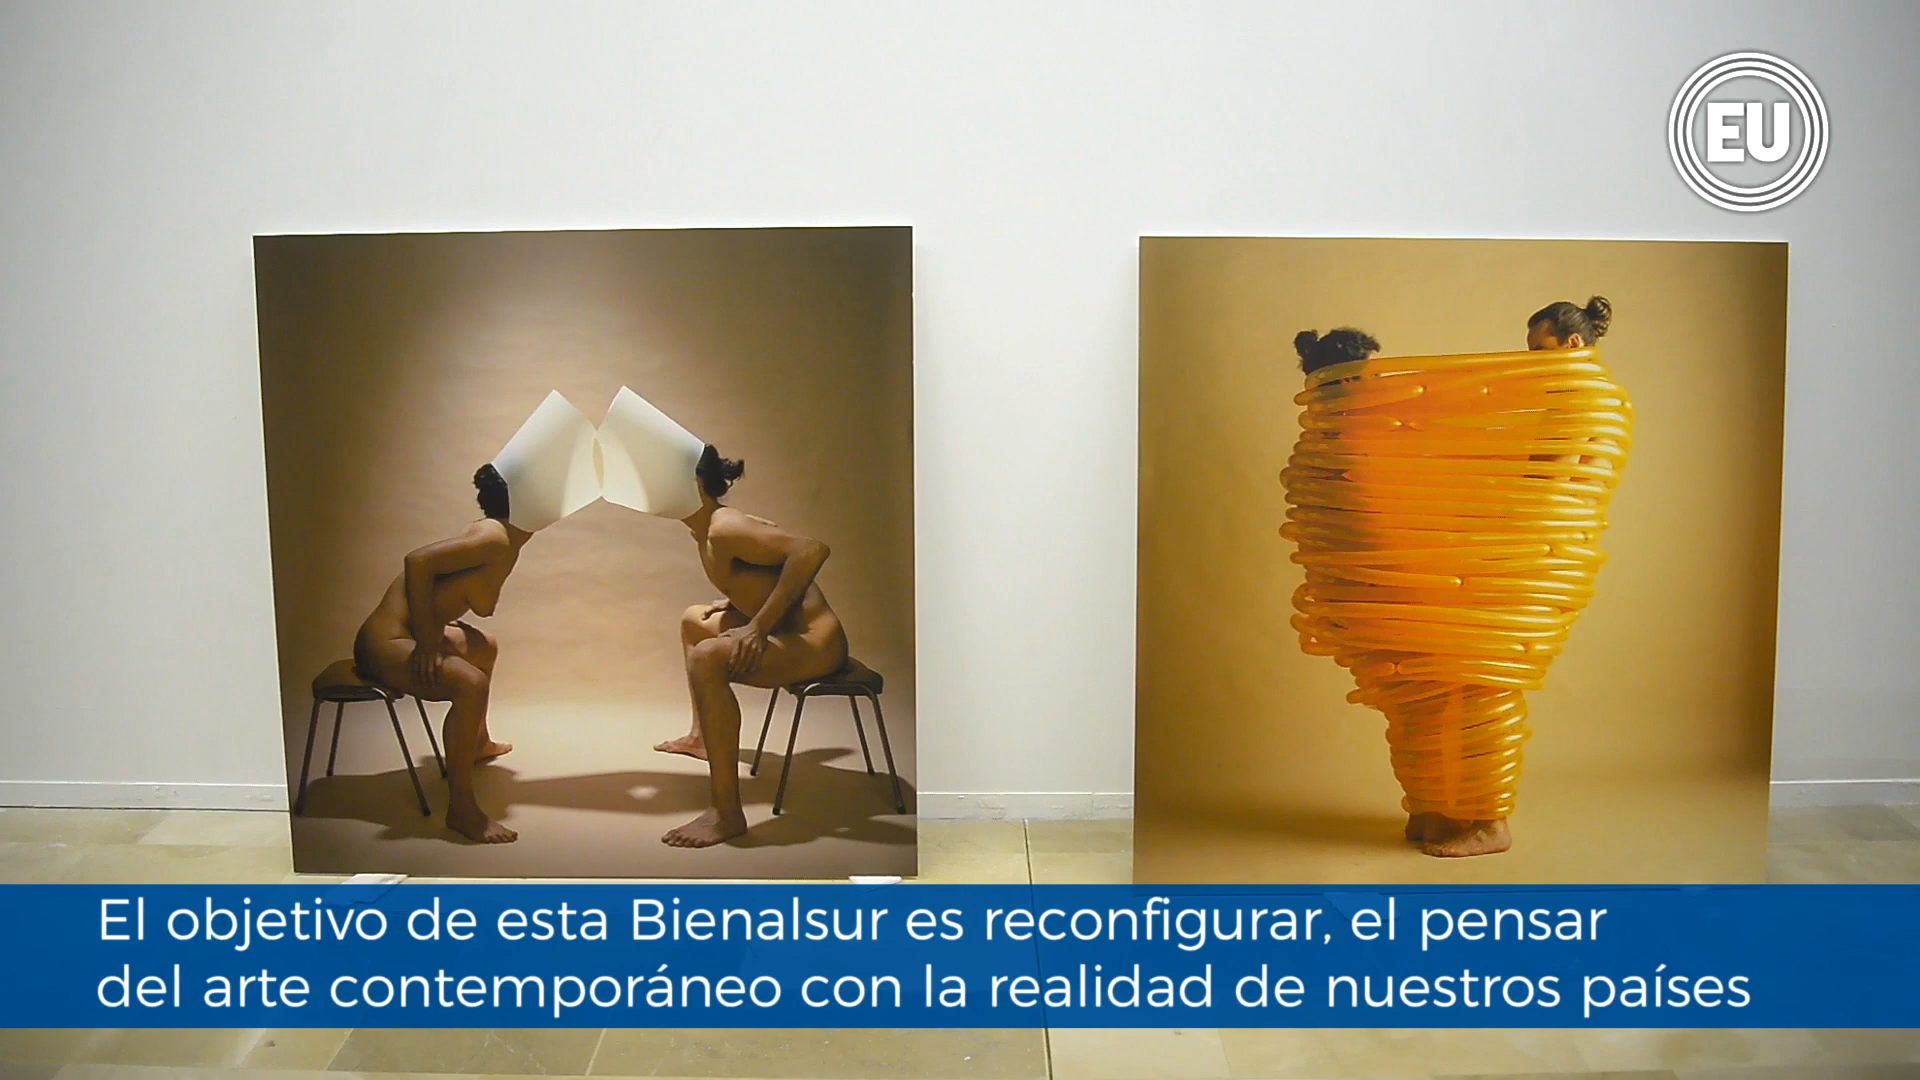 EU
El objetivo de esta Bienalsur es reconfigurar, el pensar
del arte contemporáneo con la realidad de nuestros países